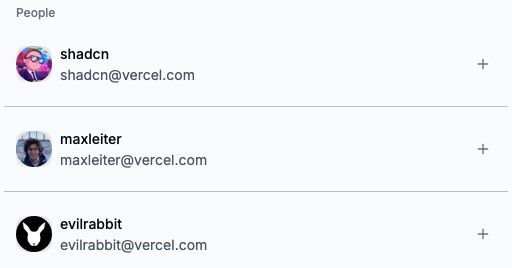 People
shadcn
shadcn@vercel.com
maxleiter
maxleiter@vercel.com
evilrabbit
evilrabbit@vercel.com